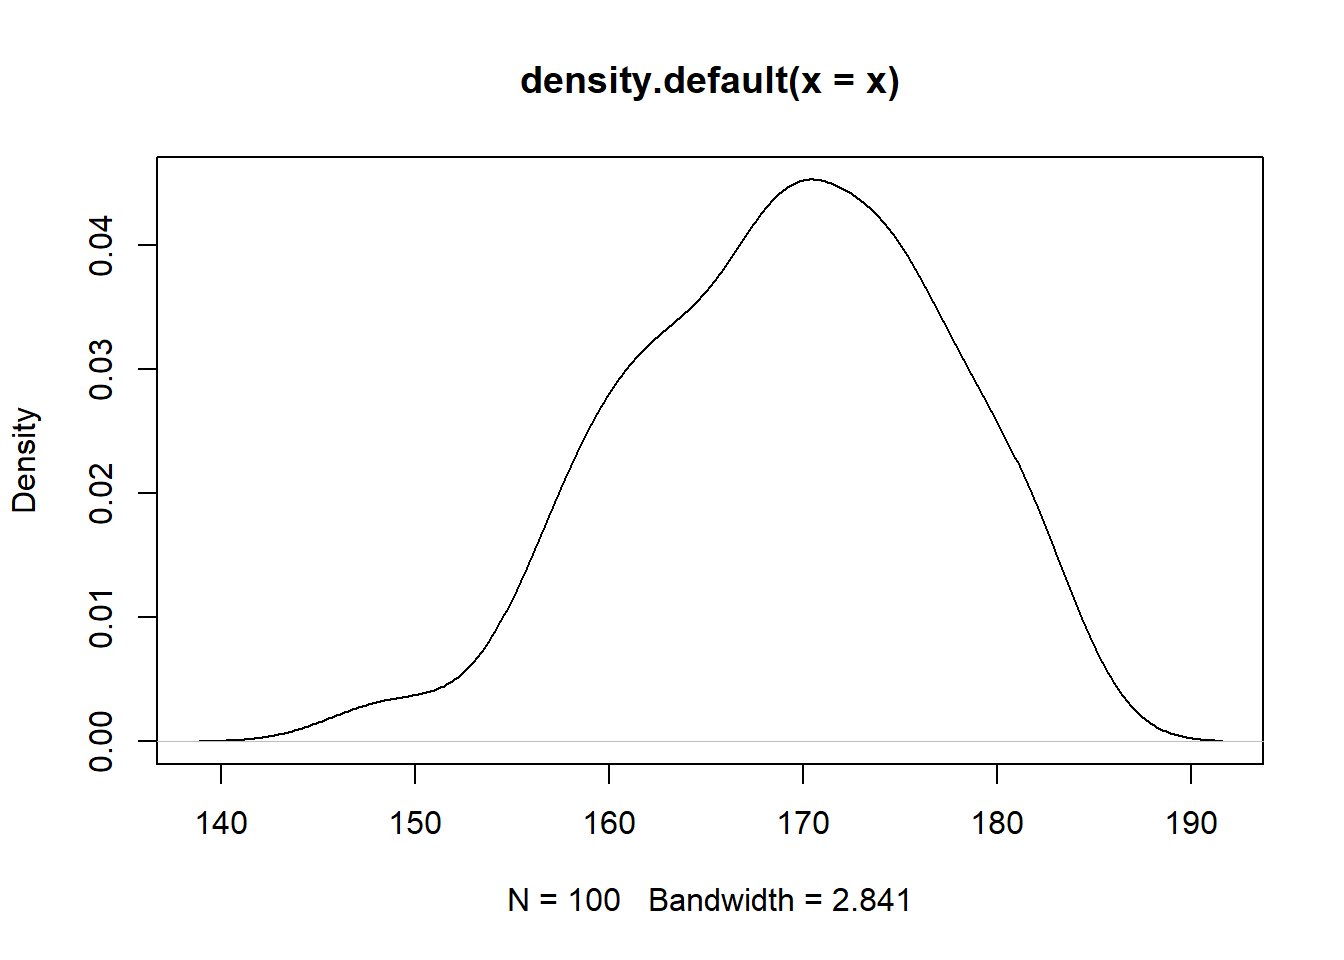 density.default(x = x)
Density
0.04
0.03
0.02
0.01
0.00
140 150 160 170 180 190
N = 100   Bandwidth = 2.841